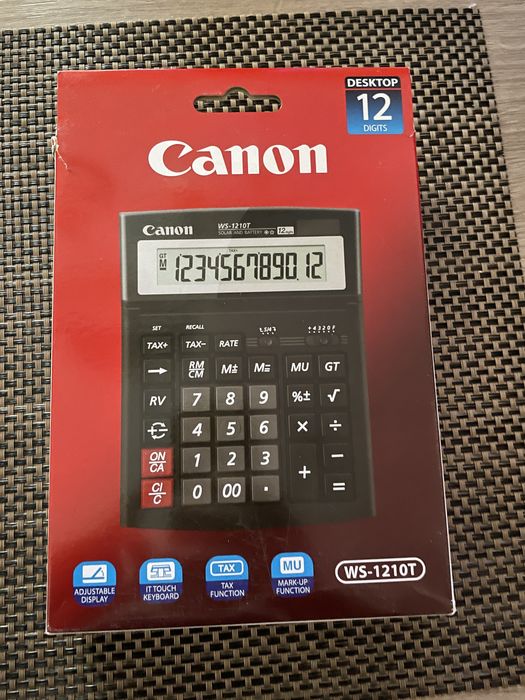 DESKTOP
12
DIGITS
Canon
Canon WS-1210T
SOLAR AND BATTERY
TAX+
GT
M
123456789012
SET RECALL
TAX+ TAX− RATE
→ RM/CM M± M= MU GT
RV 7 8 9 %± √
4 5 6 × ÷
ON/CA 1 2 3 + −
CI/C 0 00 . =
ADJUSTABLE DISPLAY
IT TOUCH KEYBOARD
TAX
TAX FUNCTION
MU
MARK-UP FUNCTION
WS-1210T